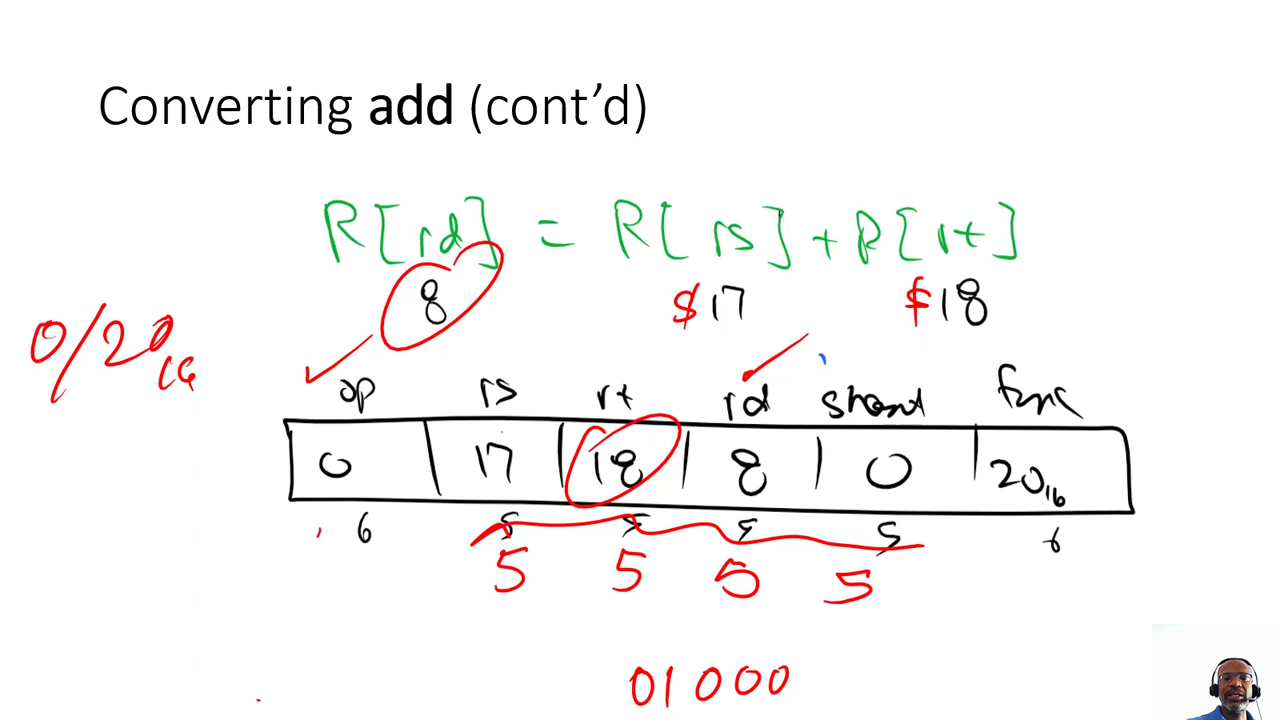 Converting add (cont’d)
R[rd] = R[rs] + R[rt]
8 $17 $18
0/20₁₆
op rs rt rd shamt func
0 17 18 8 0 20₁₆
6 5 5 5 5 6
5 5 5 5
01000